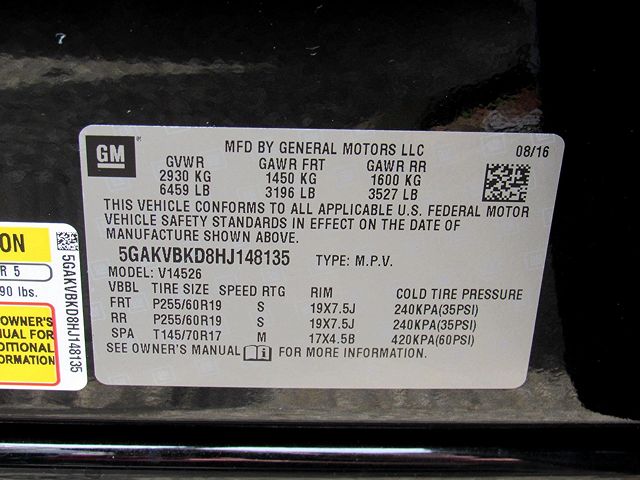 GM
MFD BY GENERAL MOTORS LLC
08/16
GVWR GAWR FRT GAWR RR
2930 KG 1450 KG 1600 KG
6459 LB 3196 LB 3527 LB
THIS VEHICLE CONFORMS TO ALL APPLICABLE U.S. FEDERAL MOTOR
VEHICLE SAFETY STANDARDS IN EFFECT ON THE DATE OF
MANUFACTURE SHOWN ABOVE.
5GAKVBKD8HJ148135 TYPE: M.P.V.
MODEL: V14526
VBBL TIRE SIZE SPEED RTG RIM COLD TIRE PRESSURE
FRT P255/60R19 S 19X7.5J 240KPA(35PSI)
RR P255/60R19 S 19X7.5J 240KPA(35PSI)
SPA T145/70R17 M 17X4.5B 420KPA(60PSI)
SEE OWNER'S MANUAL FOR MORE INFORMATION.
ON
R 5
90 lbs.
OWNER'S
FOR
5GAKVBKD8HJ148135